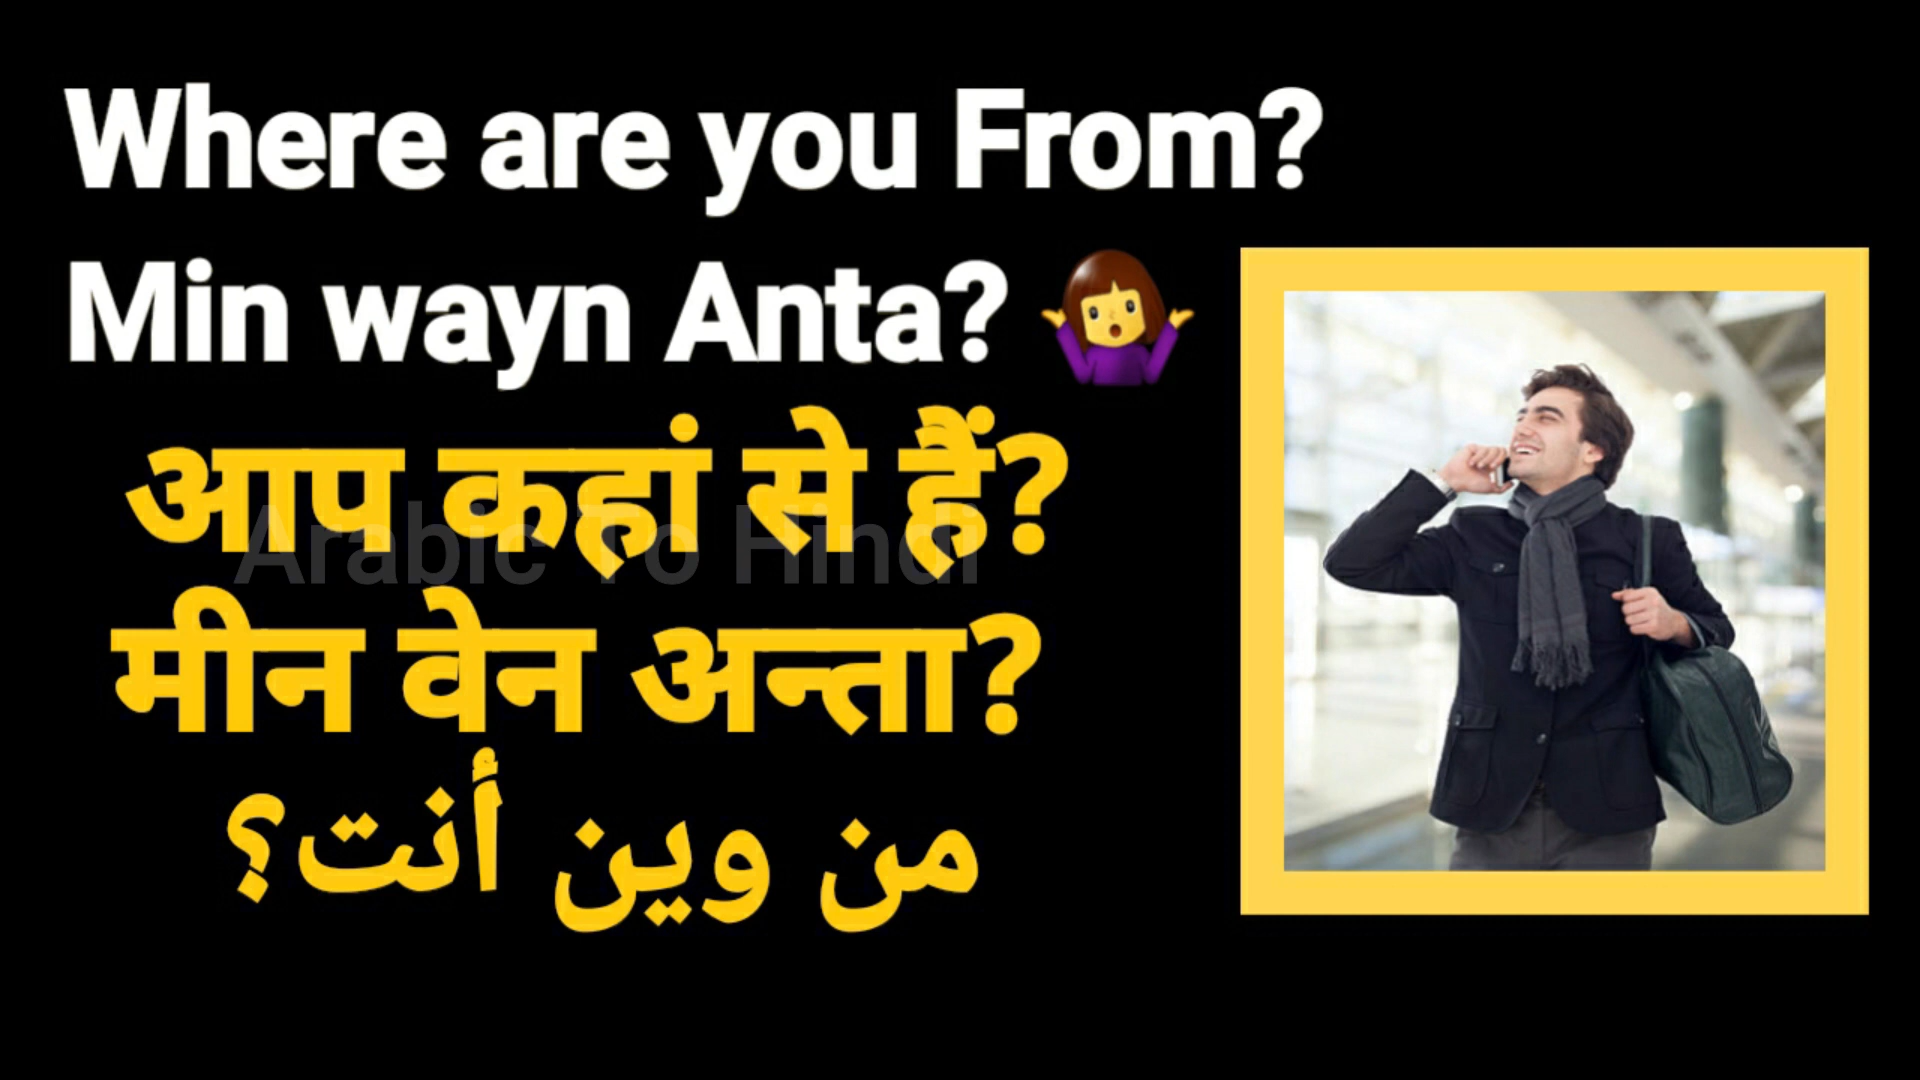 Where are you From?
Min wayn Anta? 🤷‍♀️
आप कहां से हैं?
Arabic To Hindi
मीन वेन अन्ता?
من وين أنت؟